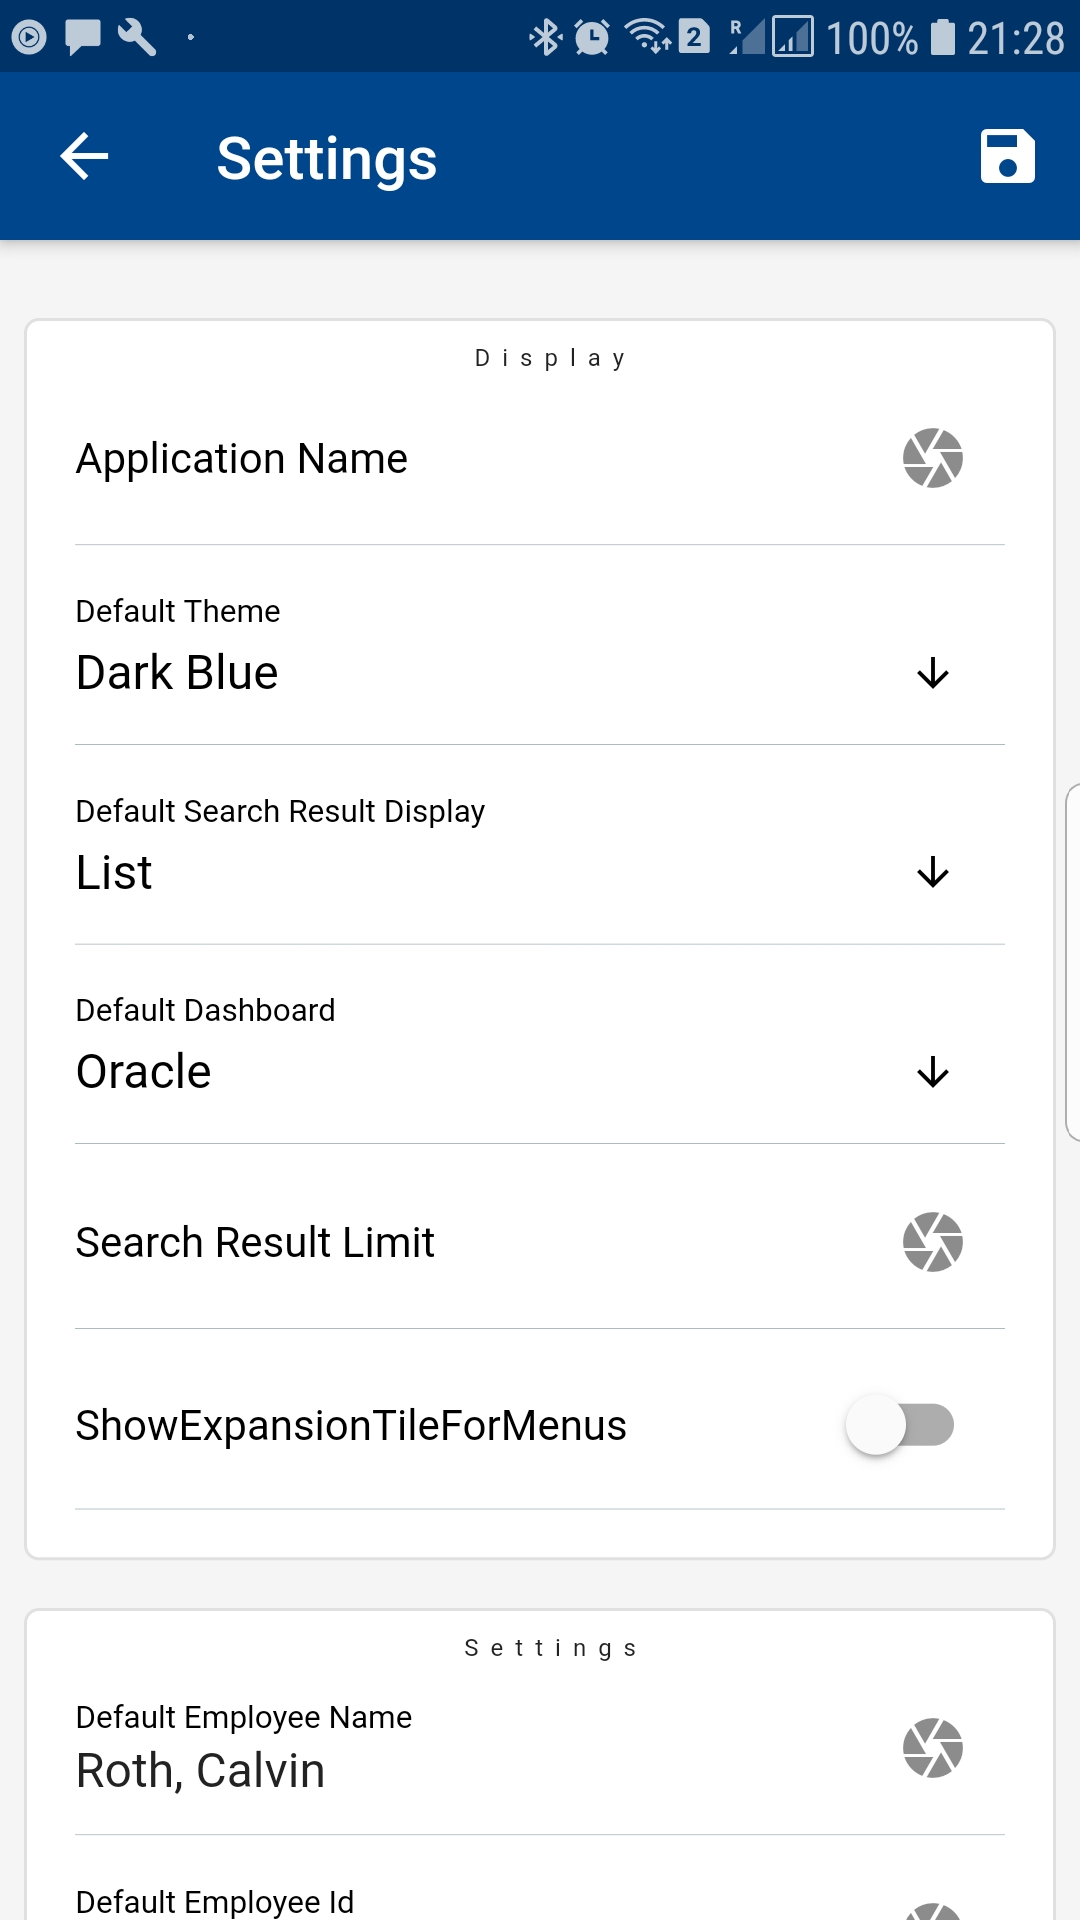 2 R 100% 21:28
Settings
Display
Application Name
Default Theme
Dark Blue
Default Search Result Display
List
Default Dashboard
Oracle
Search Result Limit
ShowExpansionTileForMenus
Settings
Default Employee Name
Roth, Calvin
Default Employee Id